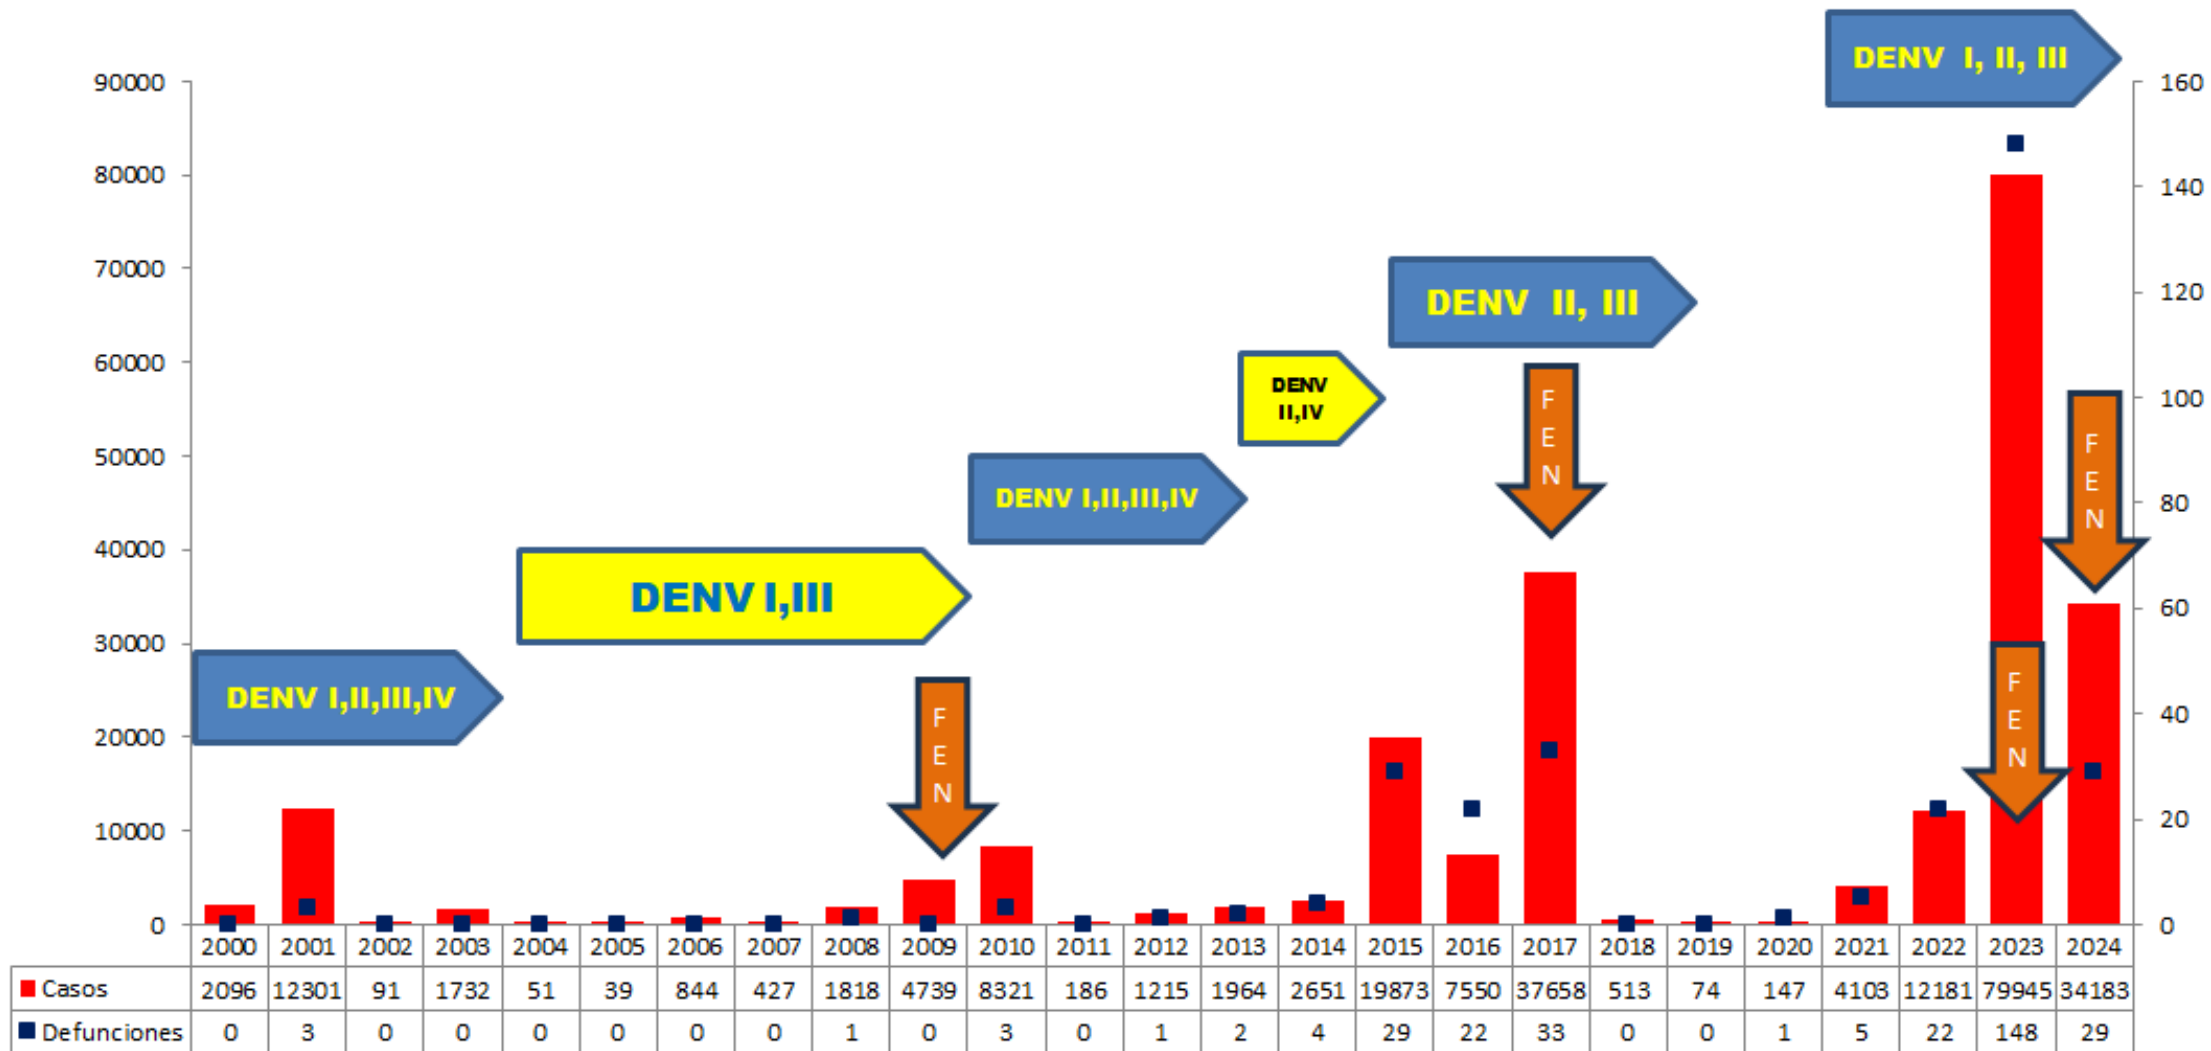 DENV I, II, III
90000
80000
70000
60000
50000
40000
30000
20000
10000
0
160
140
120
100
80
60
40
20
0
DENV II, III
DENV
II,IV
DENV I,II,III,IV
DENV I,III
DENV I,II,III,IV
F
E
N
F
E
N
F
E
N
F
E
N
2000 2001 2002 2003 2004 2005 2006 2007 2008 2009 2010 2011 2012 2013 2014 2015 2016 2017 2018 2019 2020 2021 2022 2023 2024
Casos 2096 12301 91 1732 51 39 844 427 1818 4739 8321 186 1215 1964 2651 19873 7550 37658 513 74 147 4103 12181 79945 34183
Defunciones 0 3 0 0 0 0 0 0 1 0 3 0 1 2 4 29 22 33 0 0 1 5 22 148 29